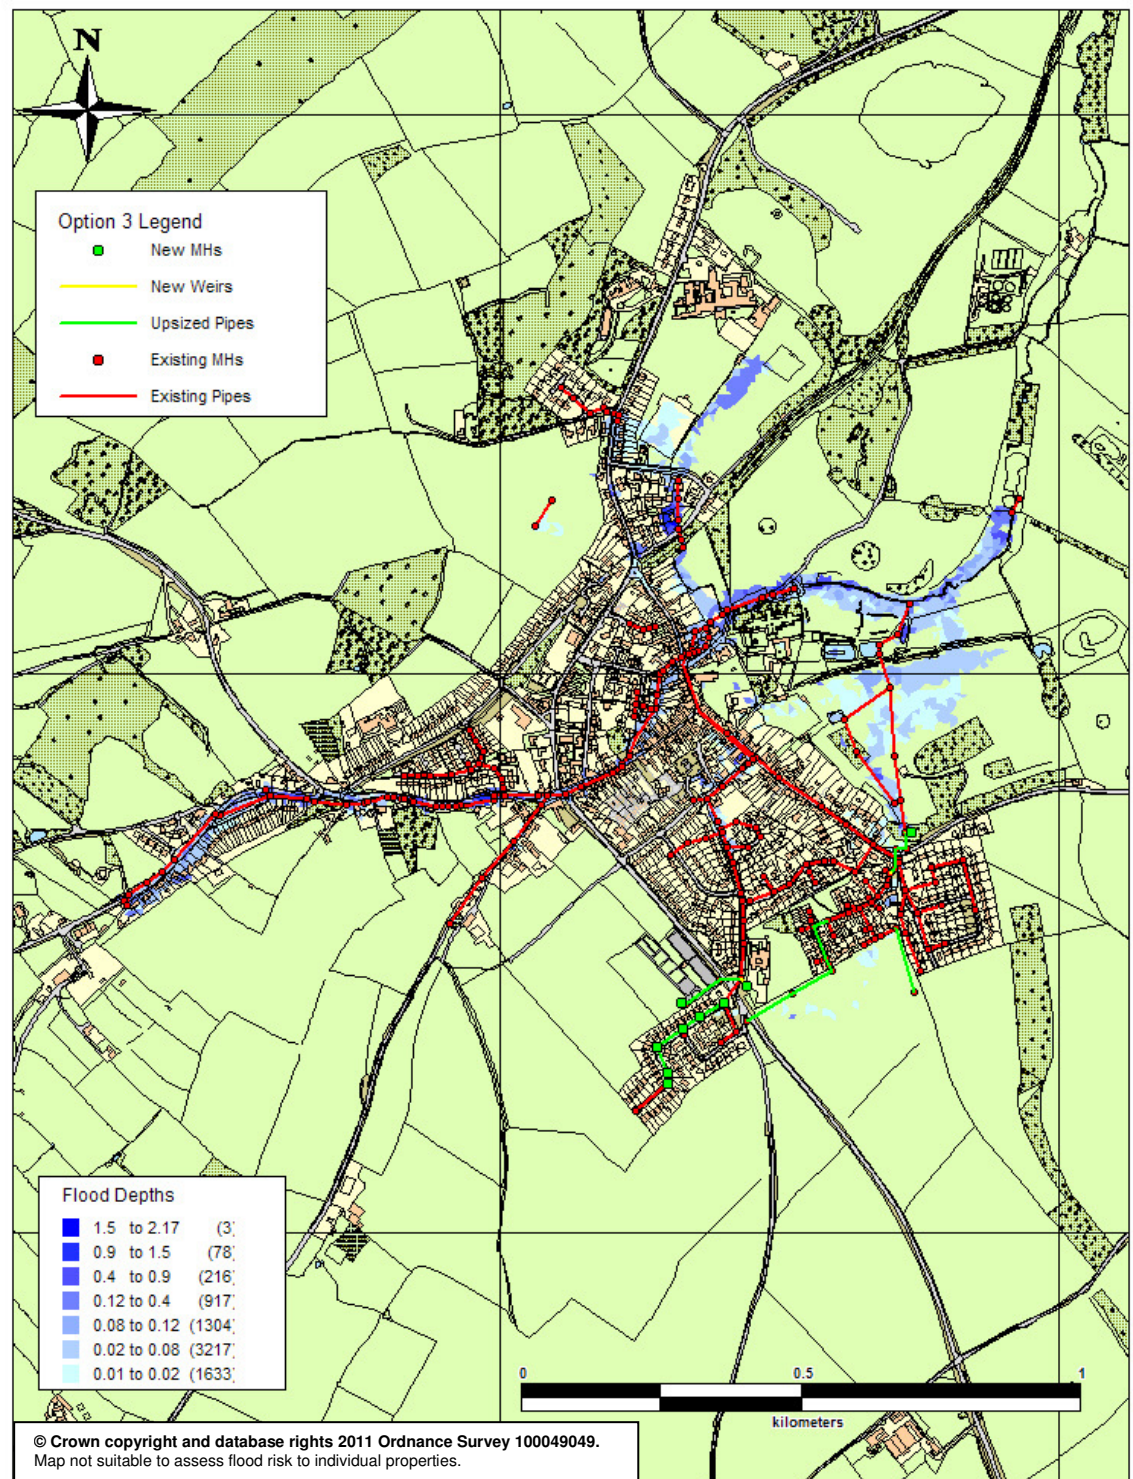 N
Option 3 Legend
New MHs
New Weirs
Upsized Pipes
Existing MHs
Existing Pipes
Flood Depths
1.5 to 2.17 (3)
0.9 to 1.5 (78)
0.4 to 0.9 (216)
0.12 to 0.4 (917)
0.08 to 0.12 (1304)
0.02 to 0.08 (3217)
0.01 to 0.02 (1633)
0 0.5 1
kilometers
© Crown copyright and database rights 2011 Ordnance Survey 100049049.
Map not suitable to assess flood risk to individual properties.